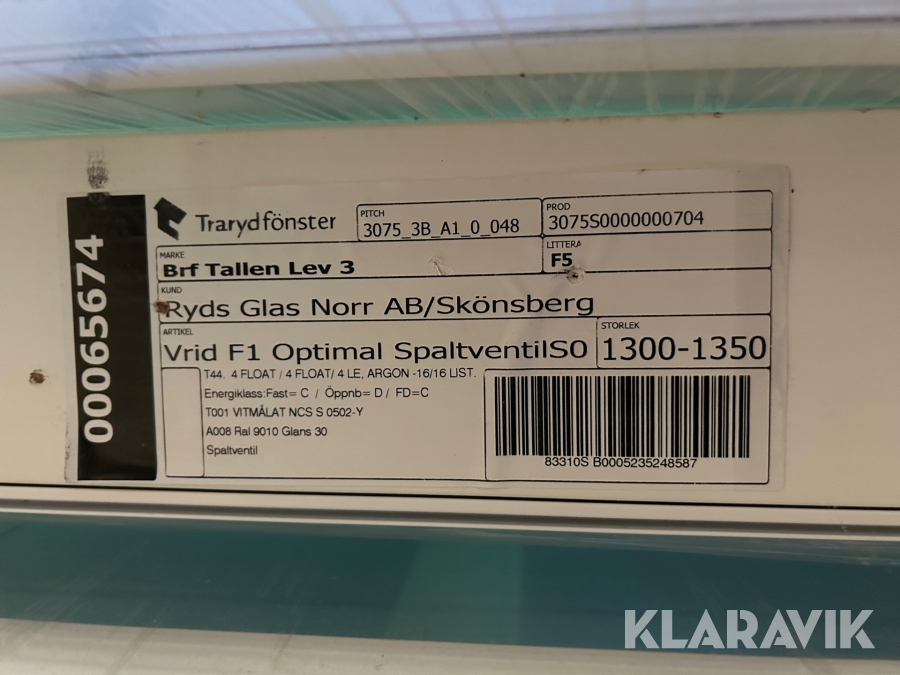 00065674
Tarydfönster
PITCH
3075_3B_A1_0_048
PROD
3075S0000000704
MARKE
Brf Tallen Lev 3
LITTERA
F5
KUND
Ryds Glas Norr AB/Skönsberg
ARTIKEL
Vrid F1 Optimal SpaltventilSO
STORLEK
1300-1350
T44. 4 FLOAT / 4 FLOAT/ 4 LE, ARGON -16/16 LIST.
Energiklass:Fast= C / Öppnb= D / FD=C
T001 VITMÅLAT NCS S 0502-Y
A008 Ral 9010 Glans 30
Spaltventil
83310S B0005235248587
KLARAVIK